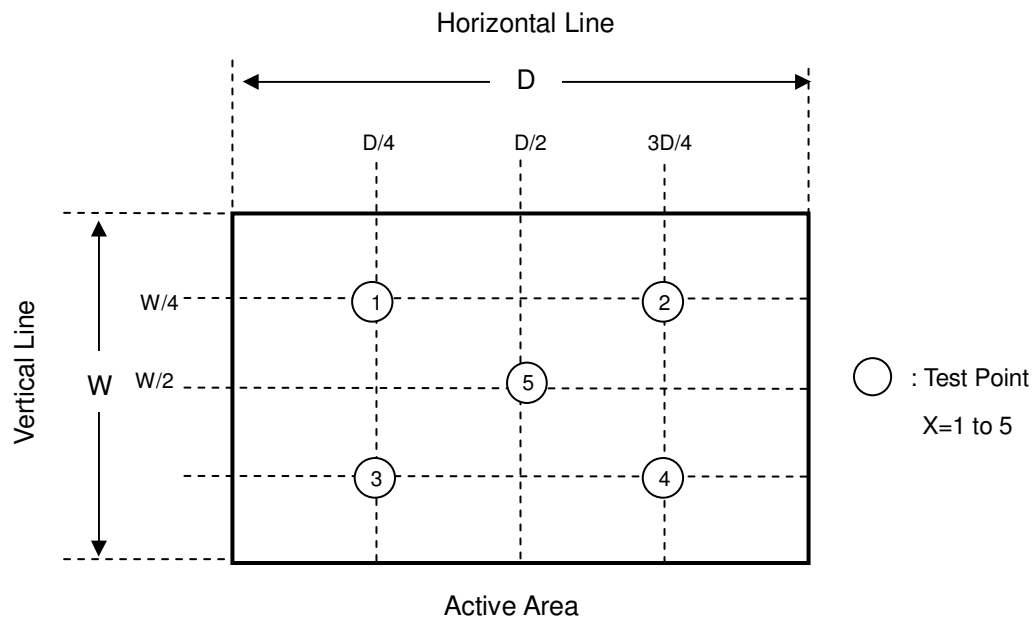 Horizontal Line
D
D/4 D/2 3D/4
W/4
1 2
Vertical Line
W
W/2
5
: Test Point
X=1 to 5
3 4
Active Area